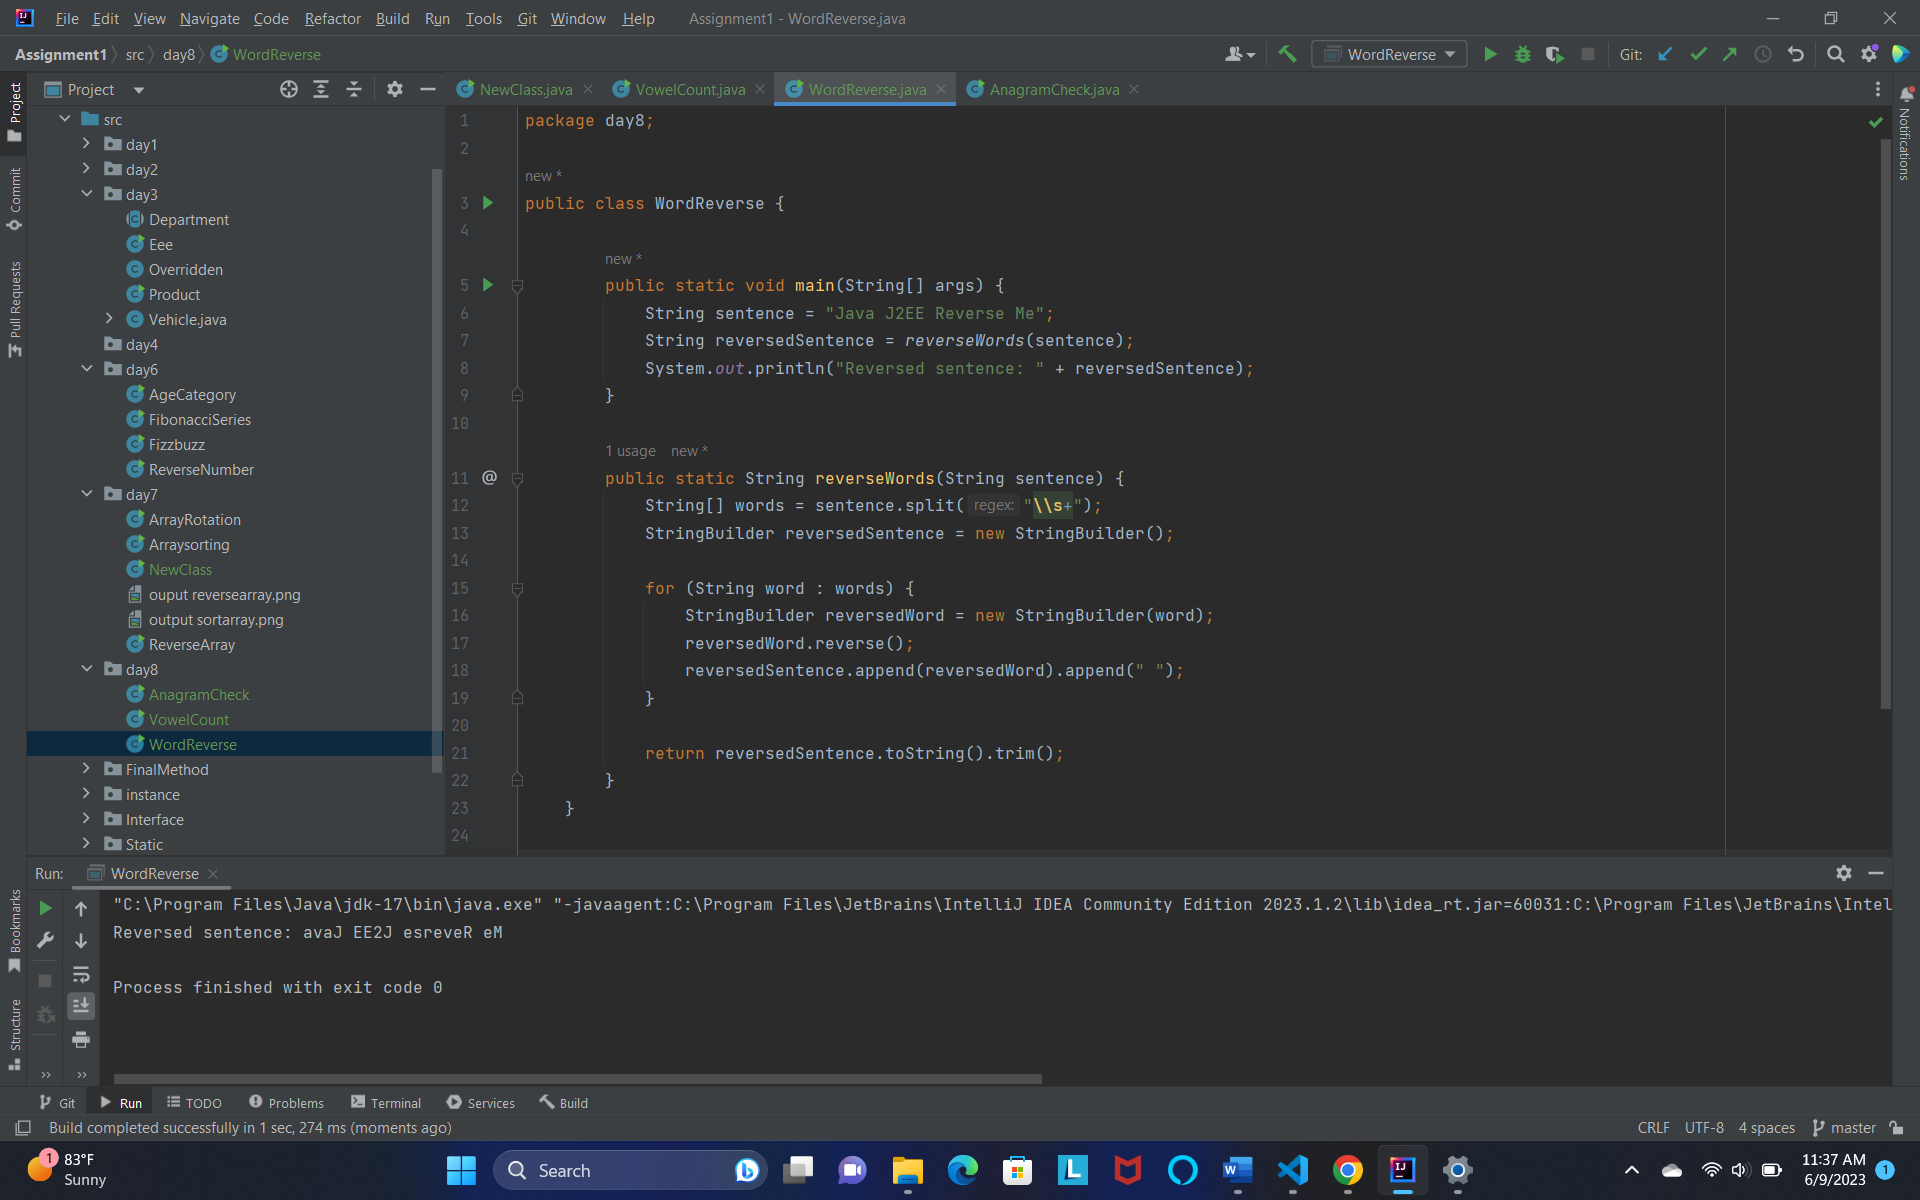 File Edit View Navigate Code Refactor Build Run Tools Git Window Help Assignment1 - WordReverse.java
Assignment1 src day8 WordReverse
WordReverse Git:
Project
NewClass.java VowelCount.java WordReverse.java AnagramCheck.java
Project
Commit
Pull Requests
Bookmarks
Structure
Notifications
src
day1
day2
day3
Department
Eee
Overridden
Product
Vehicle.java
day4
day6
AgeCategory
FibonacciSeries
Fizzbuzz
ReverseNumber
day7
ArrayRotation
Arraysorting
NewClass
ouput reversearray.png
output sortarray.png
ReverseArray
day8
AnagramCheck
VowelCount
WordReverse
FinalMethod
instance
Interface
Static
1 package day8;
2
new *
3 public class WordReverse {
4
new *
5 public static void main(String[] args) {
6 String sentence = "Java J2EE Reverse Me";
7 String reversedSentence = reverseWords(sentence);
8 System.out.println("Reversed sentence: " + reversedSentence);
9 }
10
1 usage new *
11 @ public static String reverseWords(String sentence) {
12 String[] words = sentence.split( regex: "\\s+");
13 StringBuilder reversedSentence = new StringBuilder();
14
15 for (String word : words) {
16 StringBuilder reversedWord = new StringBuilder(word);
17 reversedWord.reverse();
18 reversedSentence.append(reversedWord).append(" ");
19 }
20
21 return reversedSentence.toString().trim();
22 }
23 }
24
Run: WordReverse
"C:\Program Files\Java\jdk-17\bin\java.exe" "-javaagent:C:\Program Files\JetBrains\IntelliJ IDEA Community Edition 2023.1.2\lib\idea_rt.jar=60031:C:\Program Files\JetBrains\Intel
Reversed sentence: avaJ EE2J esreveR eM
Process finished with exit code 0
Git Run TODO Problems Terminal Services Build
Build completed successfully in 1 sec, 274 ms (moments ago)
CRLF UTF-8 4 spaces master
1 83°F
Sunny
Search
11:37 AM
6/9/2023 1